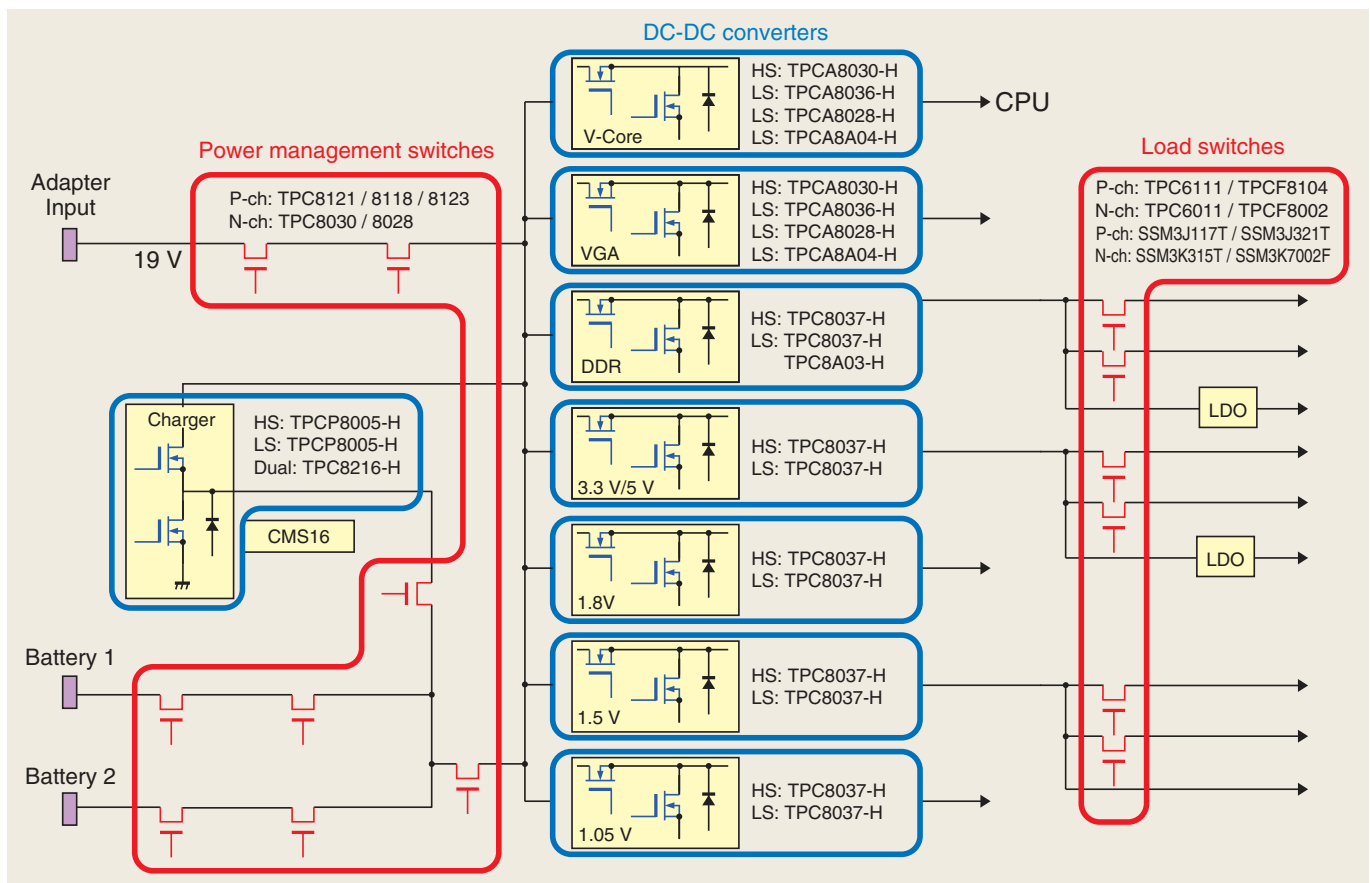 DC-DC converters
HS: TPCA8030-H
LS: TPCA8036-H
LS: TPCA8028-H
LS: TPCA8A04-H
V-Core
CPU
Power management switches
P-ch: TPC8121 / 8118 / 8123
N-ch: TPC8030 / 8028
Adapter
Input
19 V
HS: TPCA8030-H
LS: TPCA8036-H
LS: TPCA8028-H
LS: TPCA8A04-H
VGA
Load switches
P-ch: TPC6111 / TPCF8104
N-ch: TPC6011 / TPCF8002
P-ch: SSM3J117T / SSM3J321T
N-ch: SSM3K315T / SSM3K7002F
HS: TPC8037-H
LS: TPC8037-H
TPC8A03-H
DDR
LDO
Charger
HS: TPCP8005-H
LS: TPCP8005-H
Dual: TPC8216-H
CMS16
HS: TPC8037-H
LS: TPC8037-H
3.3 V/5 V
LDO
HS: TPC8037-H
LS: TPC8037-H
1.8V
Battery 1
HS: TPC8037-H
LS: TPC8037-H
1.5 V
Battery 2
HS: TPC8037-H
LS: TPC8037-H
1.05 V